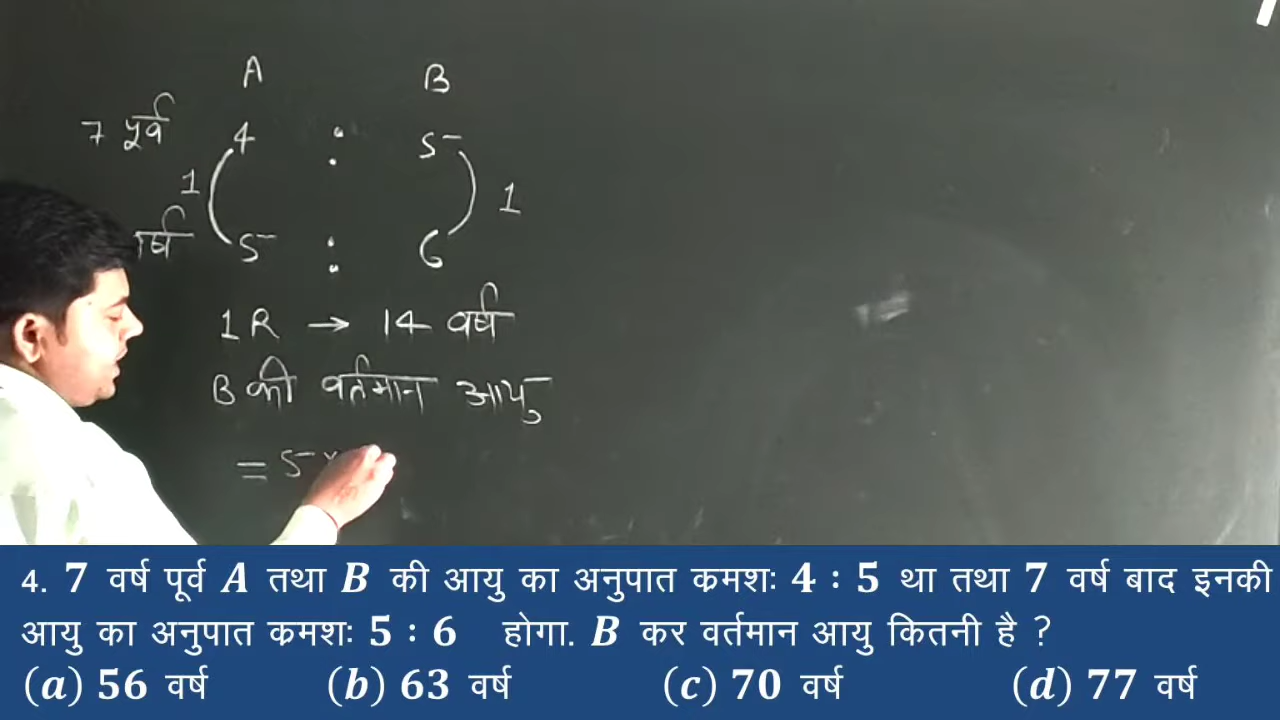 A B
7 पूर्व 4 : 5
1 1
र्ष 5 : 6
1R → 14 वर्ष
B की वर्तमान आयु
= 5 ×
4. 7 वर्ष पूर्व A तथा B की आयु का अनुपात क्रमशः 4 : 5 था तथा 7 वर्ष बाद इनकी
आयु का अनुपात क्रमशः 5 : 6 होगा. B कर वर्तमान आयु कितनी है ?
(a) 56 वर्ष (b) 63 वर्ष (c) 70 वर्ष (d) 77 वर्ष